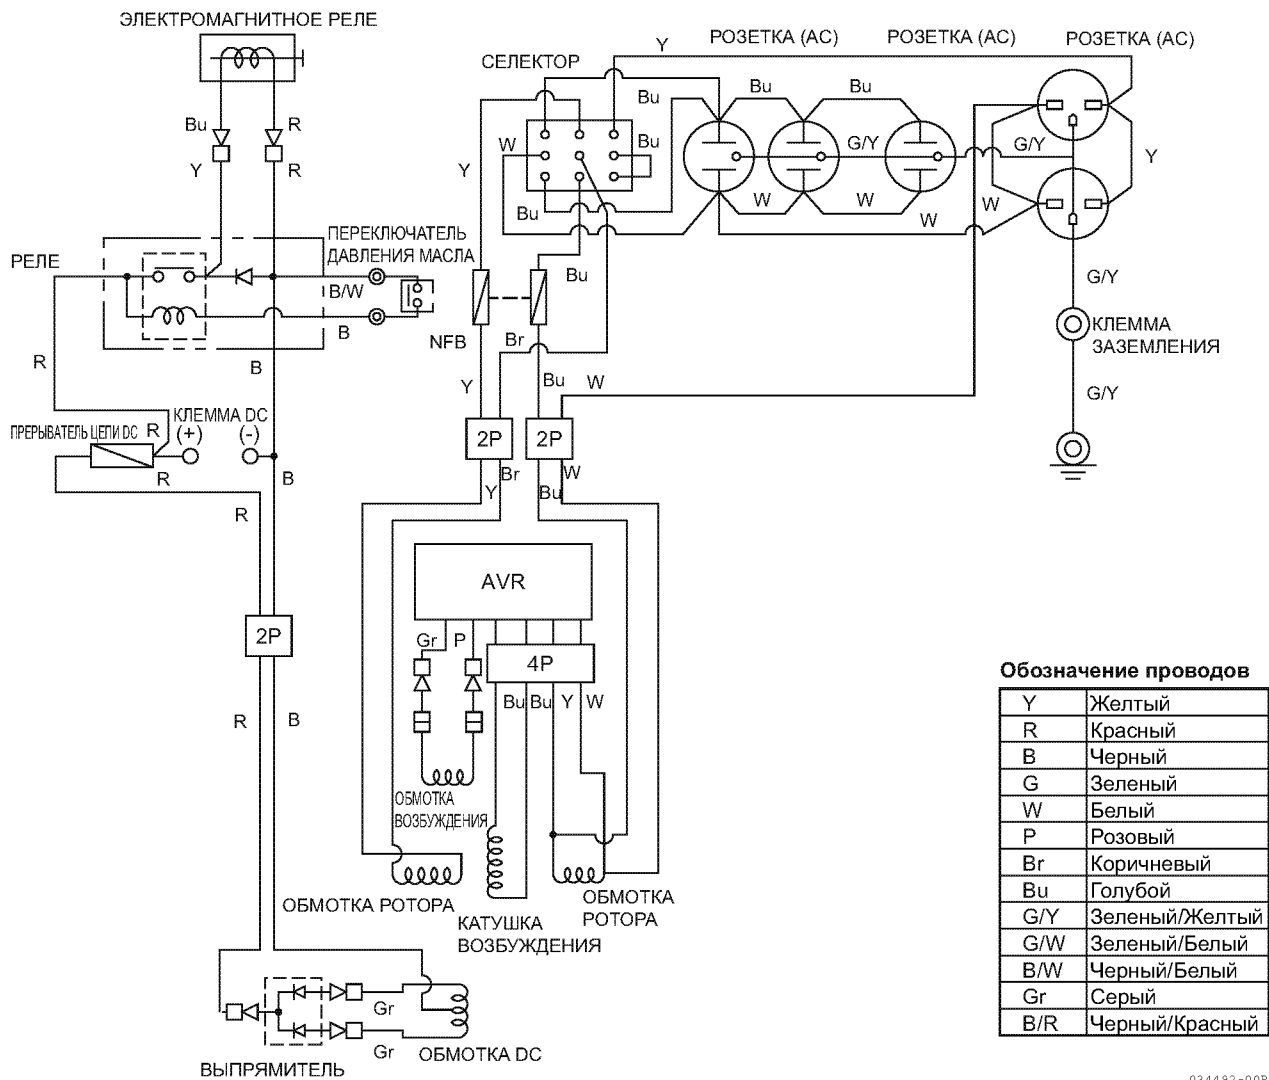 ЭЛЕКТРОМАГНИТНОЕ РЕЛЕ
Y
РОЗЕТКА (AC)
РОЗЕТКА (AC)
РОЗЕТКА (AC)
СЕЛЕКТОР
Bu
Bu
Bu
Bu
R
W
Bu
G/Y
G/Y
Y
Y
R
Y
W
W
W
W
Bu
ПЕРЕКЛЮЧАТЕЛЬ
ДАВЛЕНИЯ МАСЛА
РЕЛЕ
B/W
Bu
G/Y
B
NFB
Br
КЛЕММА
ЗАЗЕМЛЕНИЯ
R
B
Y
Bu
W
G/Y
КЛЕММА DC
ПРЕРЫВАТЕЛЬ ЦЕПИ DC
R
(+)
(-)
2P
2P
R
B
Br
W
Y
Bu
R
AVR
2P
Gr
P
4P
R
B
Bu
Bu
Y
W
ОБМОТКА
ВОЗБУЖДЕНИЯ
ОБМОТКА РОТОРА
КАТУШКА
ВОЗБУЖДЕНИЯ
ОБМОТКА
РОТОРА
Gr
Gr
ОБМОТКА DC
ВЫПРЯМИТЕЛЬ
Обозначение проводов
Y Желтый
R Красный
B Черный
G Зеленый
W Белый
P Розовый
Br Коричневый
Bu Голубой
G/Y Зеленый/Желтый
G/W Зеленый/Белый
B/W Черный/Белый
Gr Серый
B/R Черный/Красный